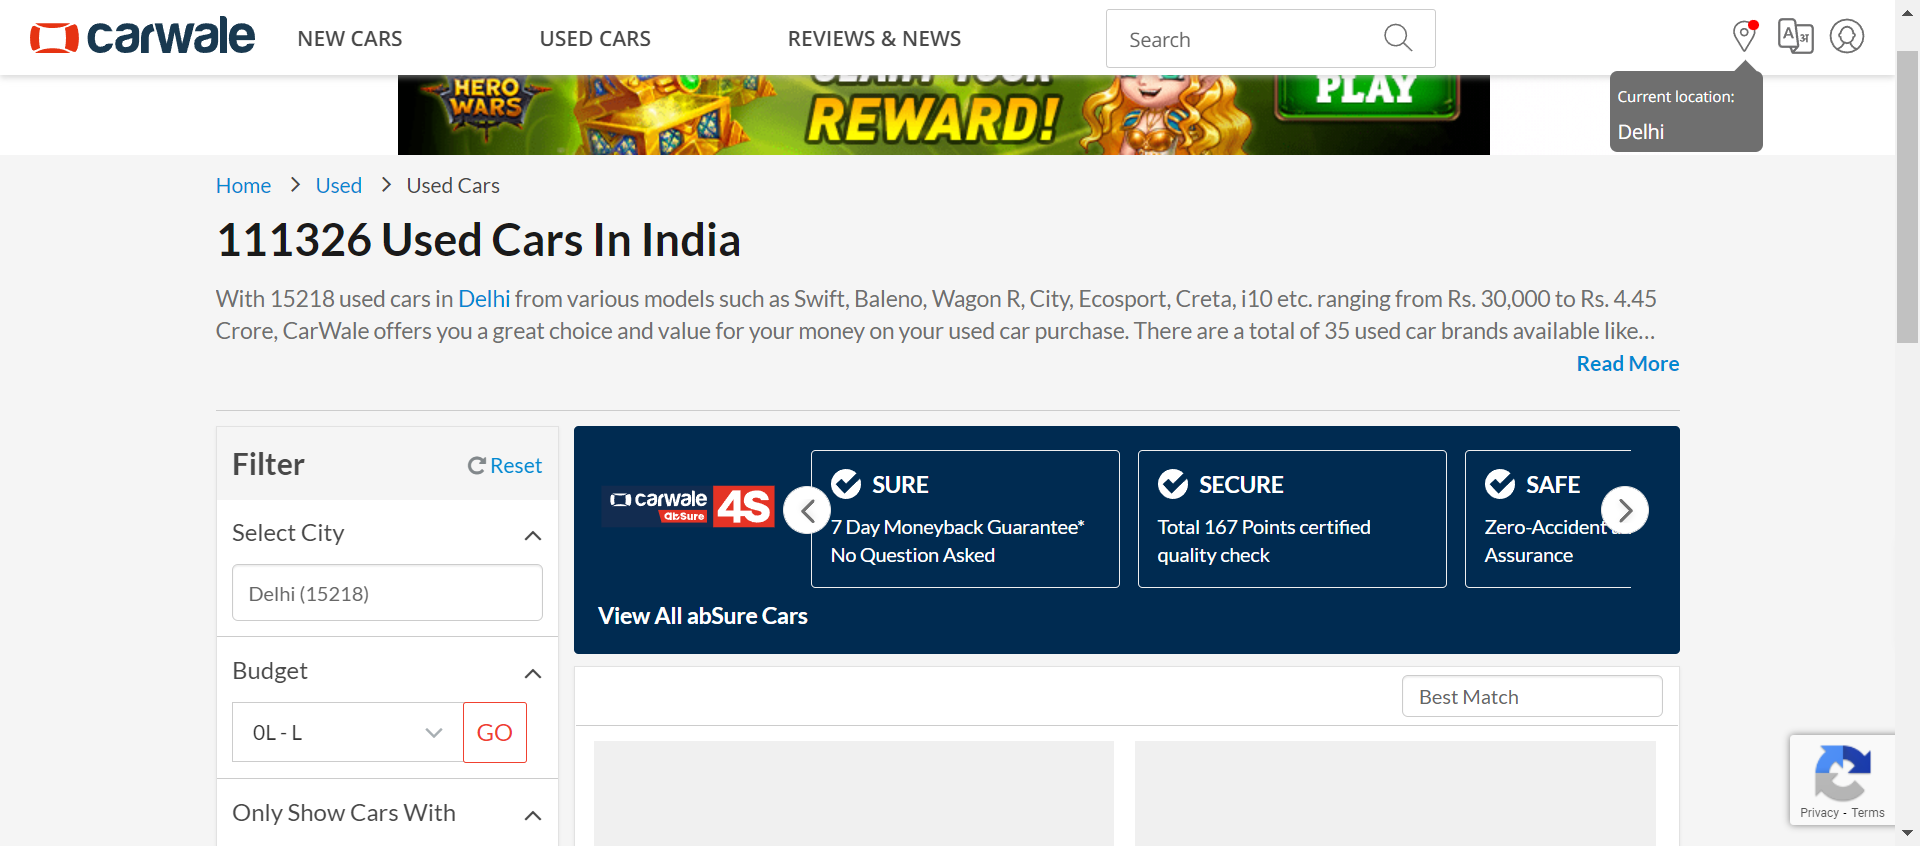 carwale
NEW CARS
USED CARS
REVIEWS & NEWS
Search
Current location:
Delhi
HERO
WARS
CLAIM YOUR
REWARD!
PLAY
Home > Used > Used Cars
111326 Used Cars In India
With 15218 used cars in Delhi from various models such as Swift, Baleno, Wagon R, City, Ecosport, Creta, i10 etc. ranging from Rs. 30,000 to Rs. 4.45
Crore, CarWale offers you a great choice and value for your money on your used car purchase. There are a total of 35 used car brands available like...
Read More
Filter
Reset
Select City
Delhi (15218)
Budget
0L - L
GO
Only Show Cars With
carwale
abSure
4S
SURE
7 Day Moneyback Guarantee*
No Question Asked
SECURE
Total 167 Points certified
quality check
SAFE
Zero-Accident
Assurance
View All abSure Cars
Best Match
Privacy - Terms